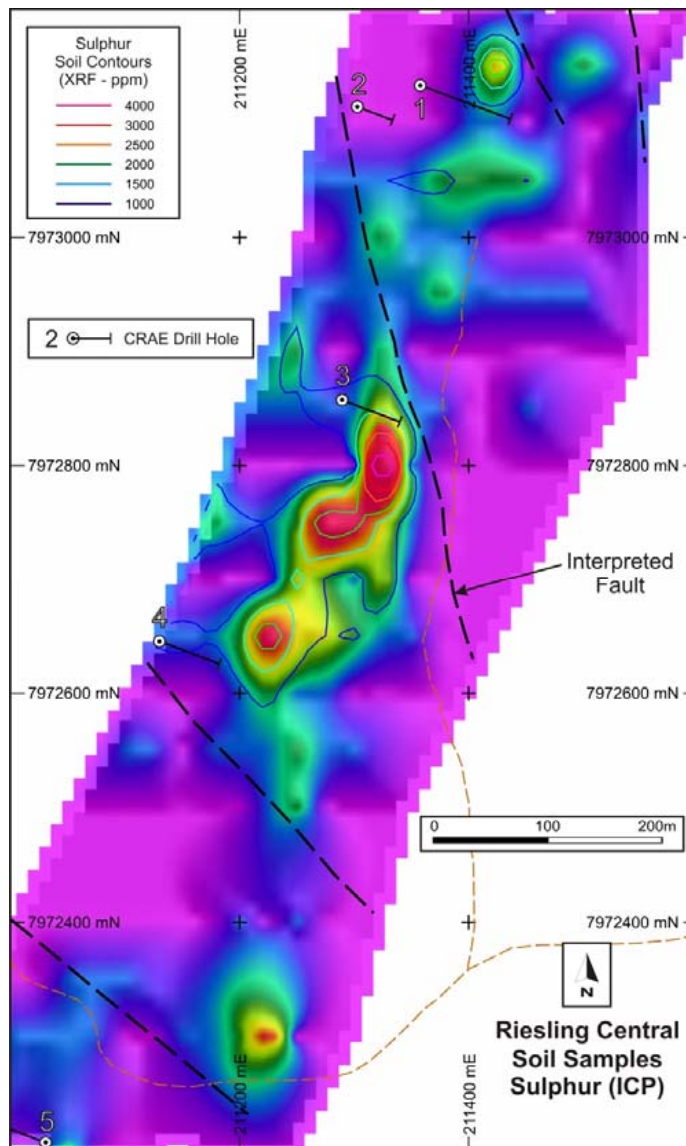 Sulphur
Soil Contours
(XRF - ppm)
4000
3000
2500
2000
1500
1000
211200 mE
211400 mE
2
1
7973000 mN
7973000 mN
2 CRAE Drill Hole
3
7972800 mN
7972800 mN
Interpreted
Fault
4
7972600 mN
7972600 mN
0 100 200m
7972400 mN
7972400 mN
N
Riesling Central
Soil Samples
Sulphur (ICP)
211200 mE
211400 mE
5